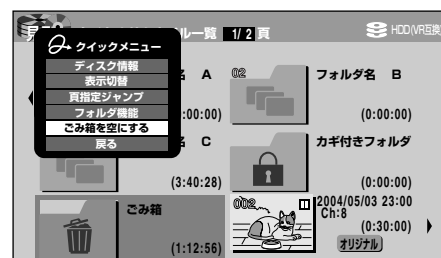 ル一覧 1/2 頁 HDD(VR互換)
クイックメニュー
ディスク情報
表示切替
頁指定ジャンプ
フォルダ機能
ごみ箱を空にする
戻る
A
:00:00)
02
フォルダ名 B
(0:00:00)
C
(3:40:28)
カギ付きフォルダ
(0:00:00)
ごみ箱
(1:12:56)
002
2004/05/03 23:00
Ch:8
(0:30:00)
オリジナル